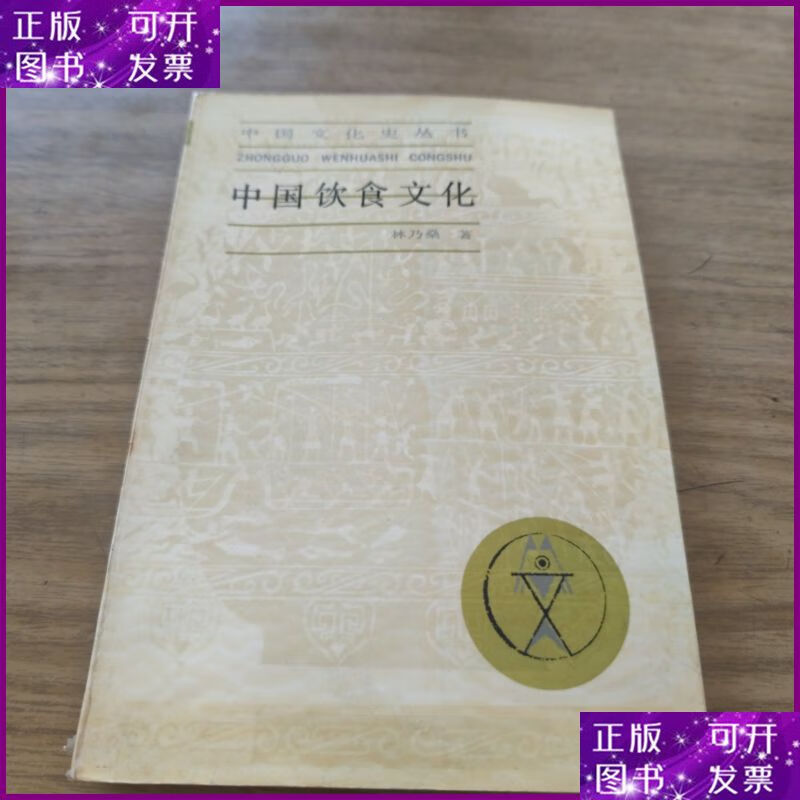 正版 可开
图书 发票
中国文化史丛书
ZHONGGUO WENHUASHI CONGSHU
中国饮食文化
林乃燊 著
正版 可开
图书 发票